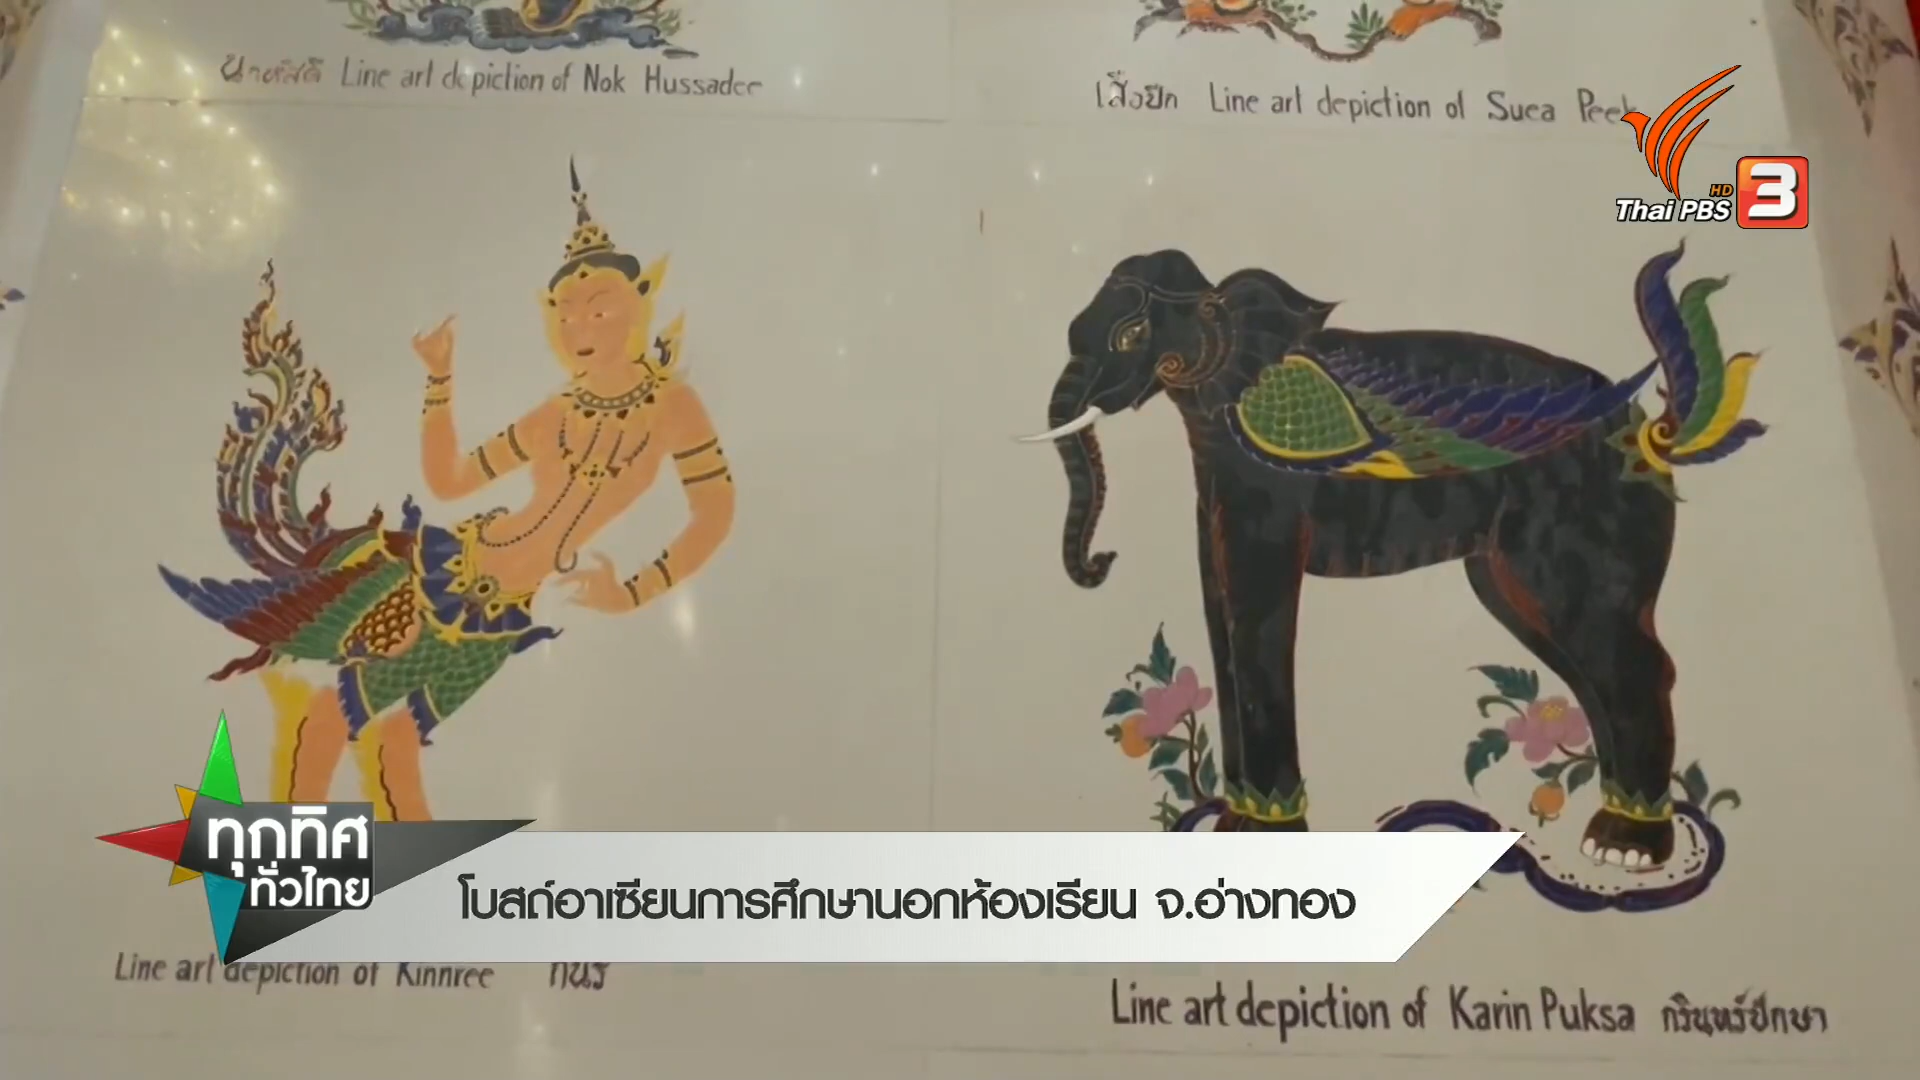 นกหัสดี Line art depiction of Nok Hussadee
เสือปีก Line art depiction of Suea Peek
HD
Thai PBS 3
ทุกทิศ
ทั่วไทย
โบสถ์อาเซียนการศึกษานอกห้องเรียน จ.อ่างทอง
Line art depiction of Kinnree กินรี
Line art depiction of Karin Puksa กรินทร์ปักษา